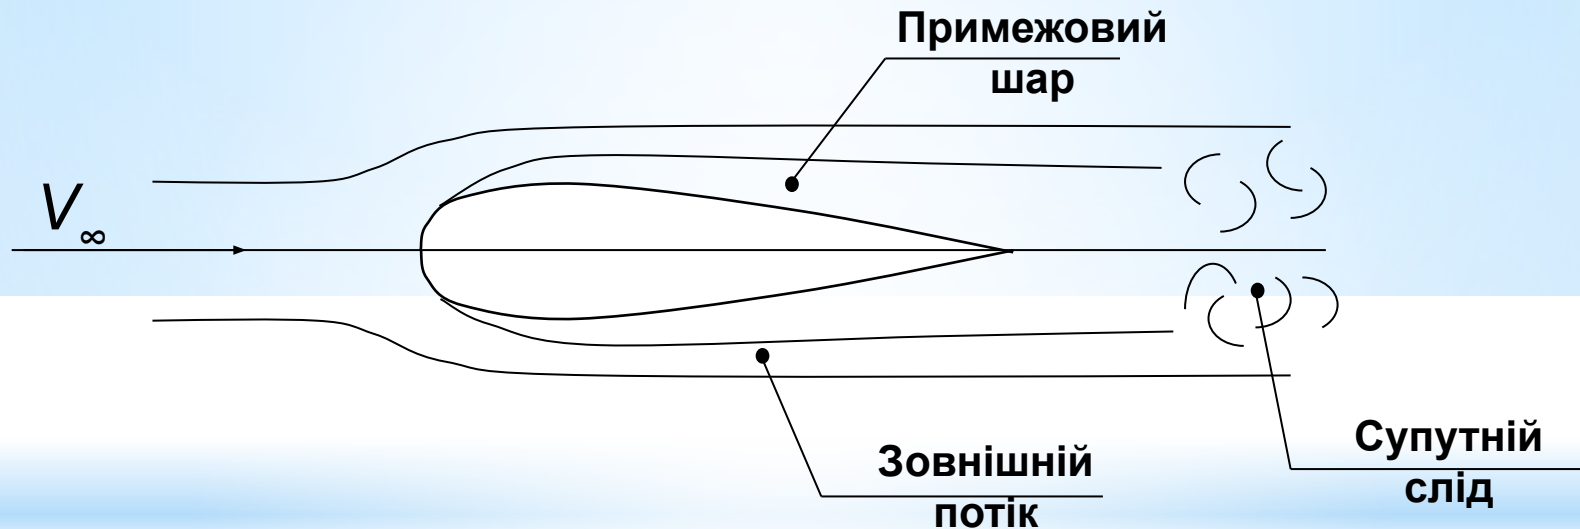 Примежовий
шар
V∞
Зовнішній
потік
Супутній
слід